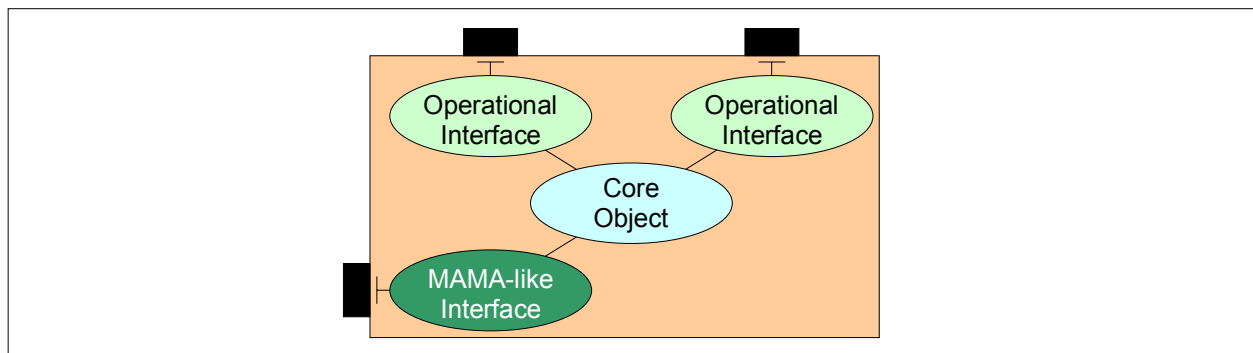 Operational
Interface
Operational
Interface
Core
Object
MAMA-like
Interface